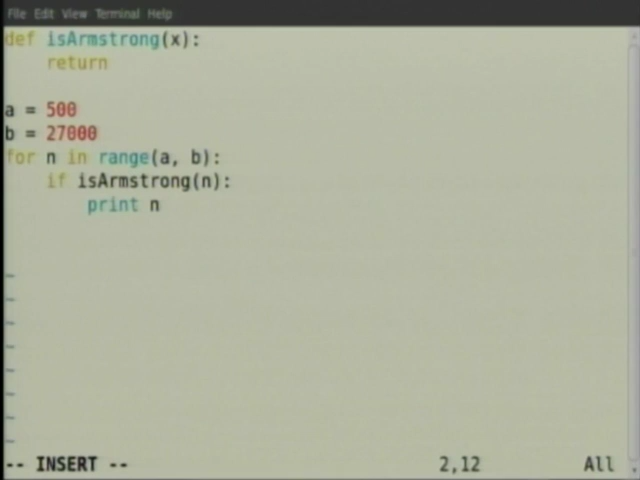 File Edit View Terminal Help
def isArmstrong(x):
    return

a = 500
b = 27000
for n in range(a, b):
    if isArmstrong(n):
        print n
~
~
~
~
~
~
~
~
-- INSERT --                              2,12          All